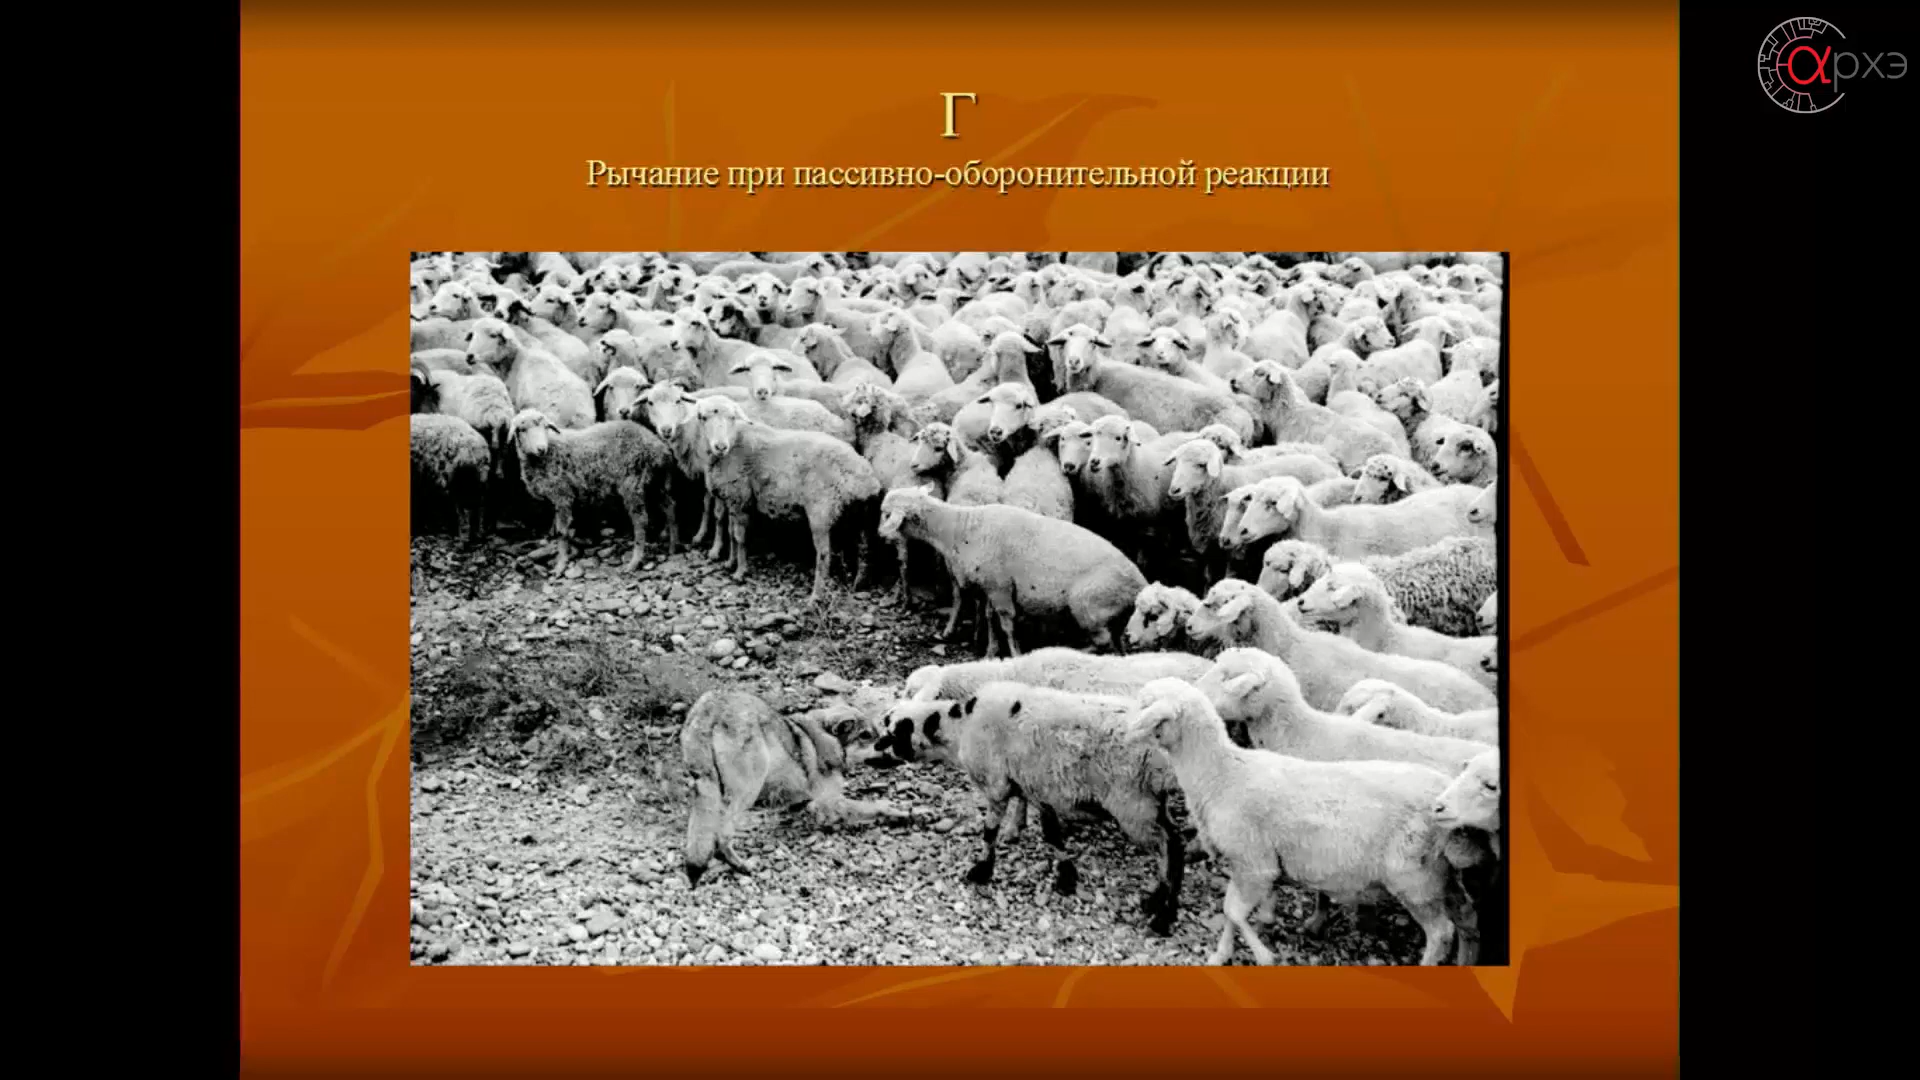 αрхэ
Г
Рычание при пассивно-оборонительной реакции